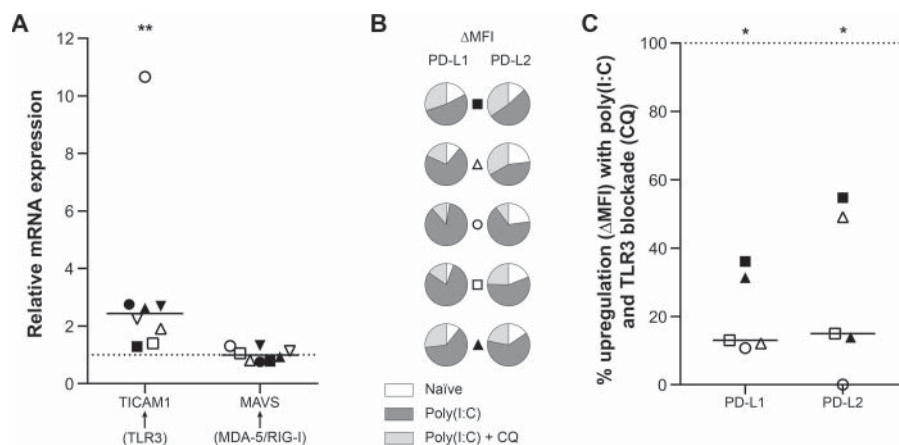 A
**
Relative mRNA expression
12
10
8
6
4
2
0
TICAM1
MAVS
(TLR3)
(MDA-5/RIG-I)
B
ΔMFI
PD-L1
PD-L2
Naïve
Poly(I:C)
Poly(I:C) + CQ
C
% upregulation (ΔMFI) with poly(I:C)
and TLR3 blockade (CQ)
*
*
100
80
60
40
20
0
PD-L1
PD-L2